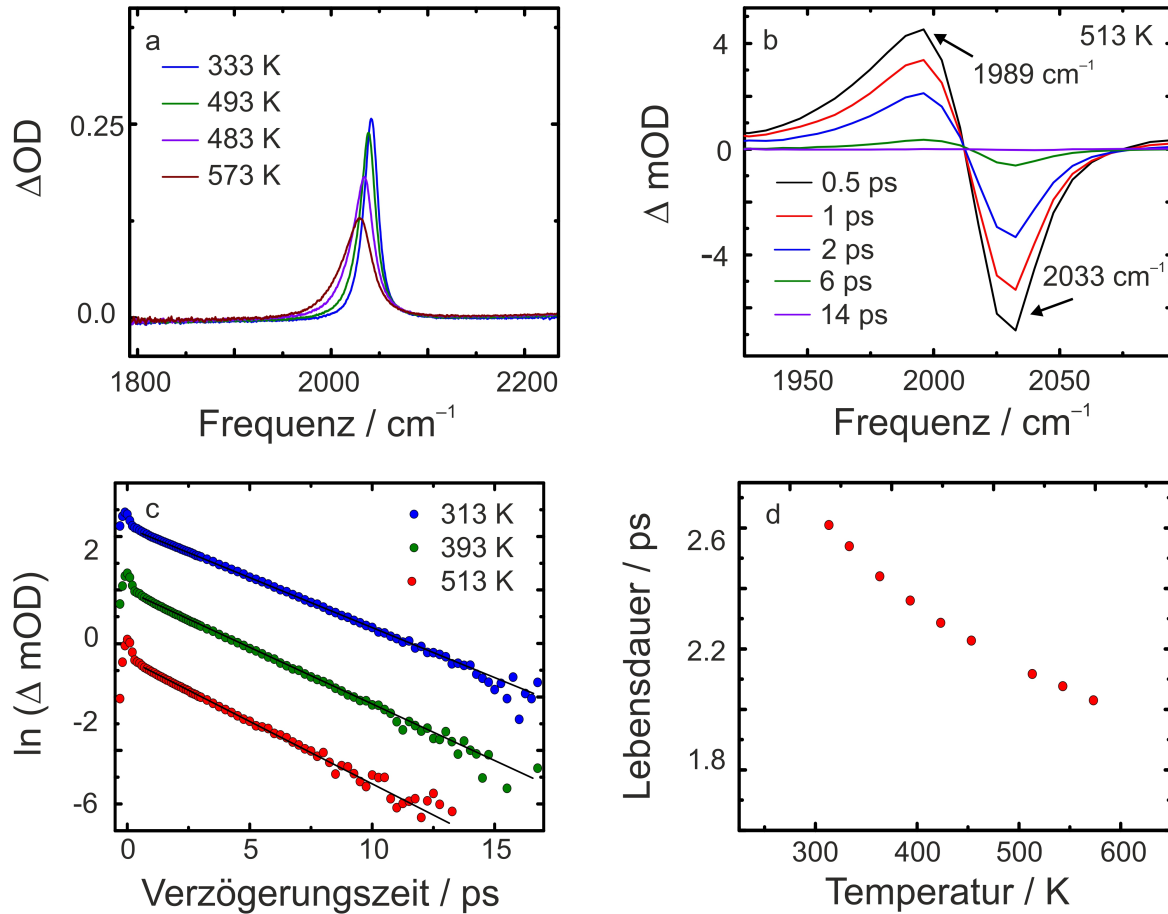 a
333 K
493 K
483 K
573 K
0.25
0.0
ΔOD
1800
2000
2200
Frequenz / cm⁻¹
b
513 K
1989 cm⁻¹
2033 cm⁻¹
4
0
-4
Δ mOD
0.5 ps
1 ps
2 ps
6 ps
14 ps
1950
2000
2050
Frequenz / cm⁻¹
c
313 K
393 K
513 K
2
0
-2
-6
ln (Δ mOD)
0
5
10
15
Verzögerungszeit / ps
d
2.6
2.2
1.8
Lebensdauer / ps
300
400
500
600
Temperatur / K